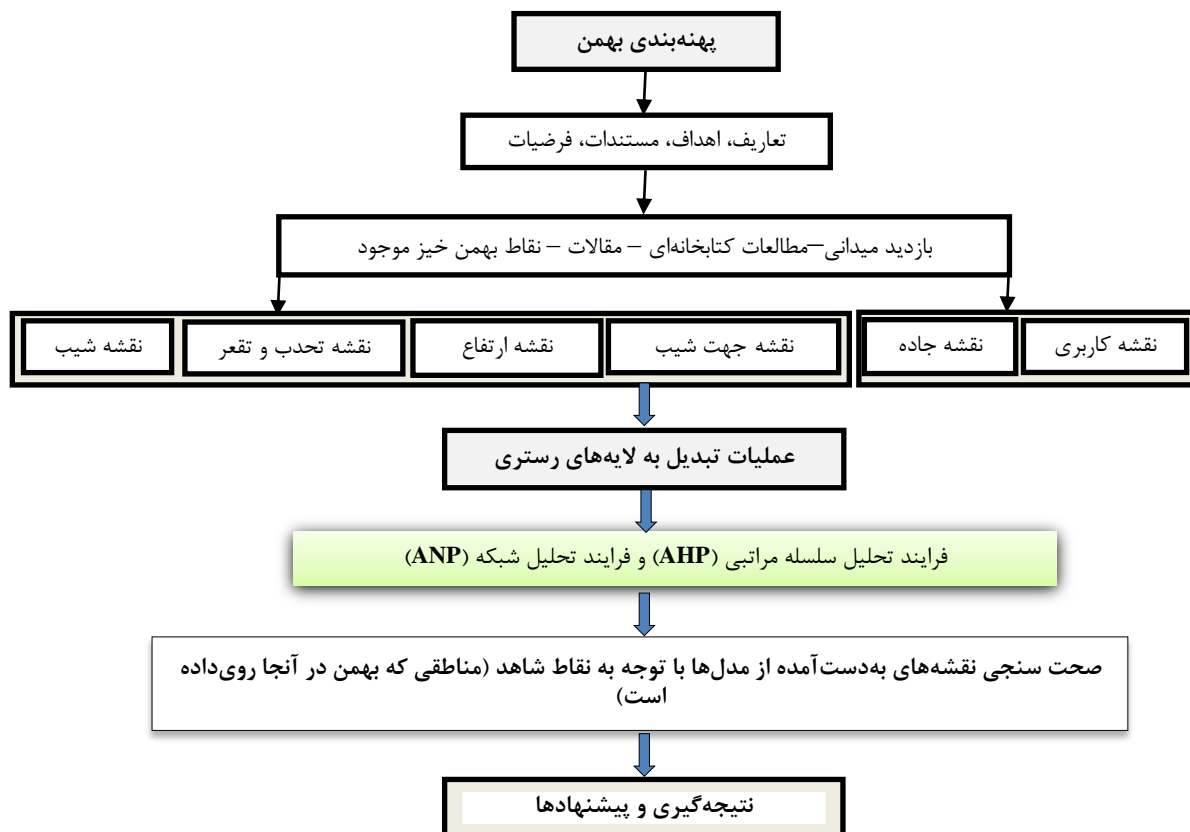 پهنه‌بندی بهمن
تعاریف، اهداف، مستندات، فرضیات
بازدید میدانی–مطالعات کتابخانه‌ای – مقالات – نقاط بهمن خیز موجود
نقشه کاربری
نقشه جاده
نقشه جهت شیب
نقشه ارتفاع
نقشه تحدب و تقعر
نقشه شیب
عملیات تبدیل به لایه‌های رستری
فرایند تحلیل سلسله مراتبی (AHP) و فرایند تحلیل شبکه (ANP)
صحت سنجی نقشه‌های به‌دست‌آمده از مدل‌ها با توجه به نقاط شاهد (مناطقی که بهمن در آنجا روی‌داده
است)
نتیجه‌گیری و پیشنهادها